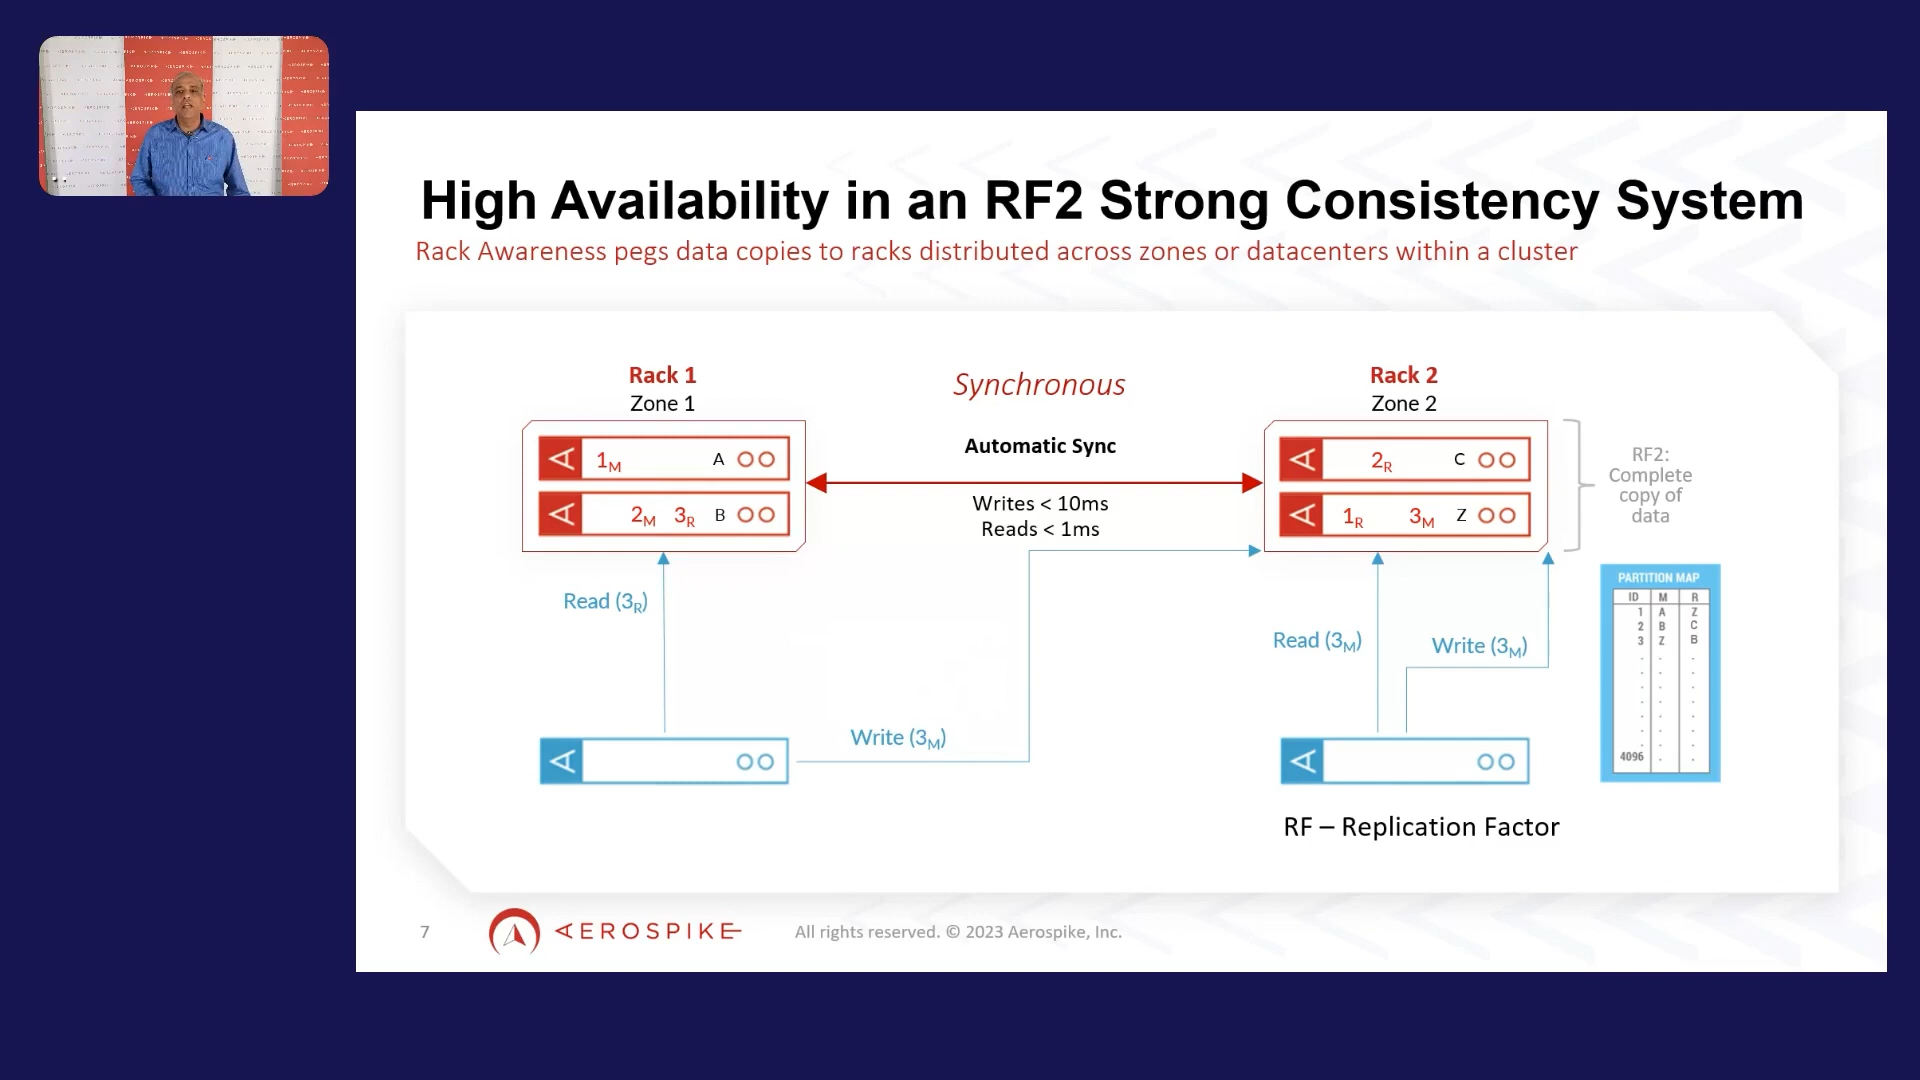 High Availability in an RF2 Strong Consistency System
Rack Awareness pegs data copies to racks distributed across zones or datacenters within a cluster
Rack 1
Zone 1
Synchronous
Rack 2
Zone 2
1M A
2M 3R B
Automatic Sync
Writes < 10ms
Reads < 1ms
2R C
1R 3M Z
RF2:
Complete
copy of
data
Read (3R)
Write (3M)
Read (3M)
Write (3M)
PARTITION MAP
ID M R
1 A Z
2 B C
3 Z B
4096
RF – Replication Factor
7
AEROSPIKE
All rights reserved. © 2023 Aerospike, Inc.